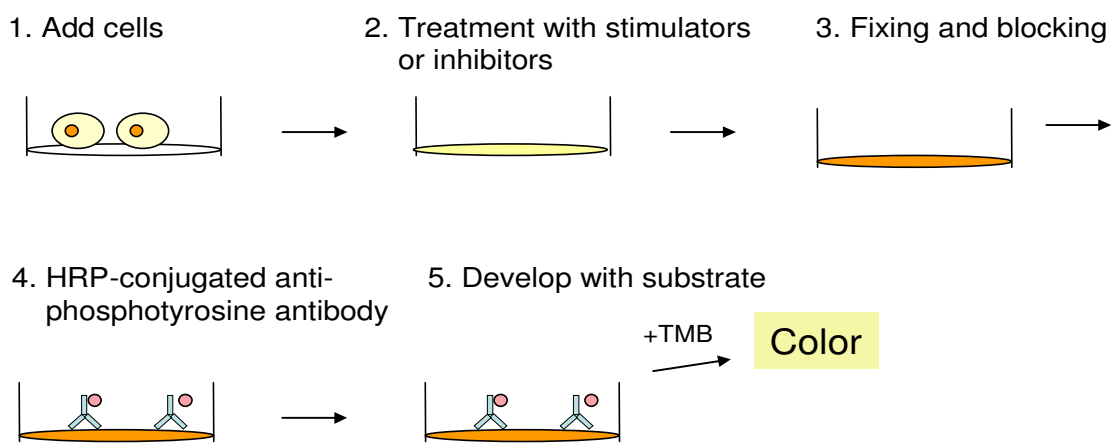 1. Add cells
2. Treatment with stimulators
or inhibitors
3. Fixing and blocking
4. HRP-conjugated anti-
phosphotyrosine antibody
5. Develop with substrate
+TMB
Color